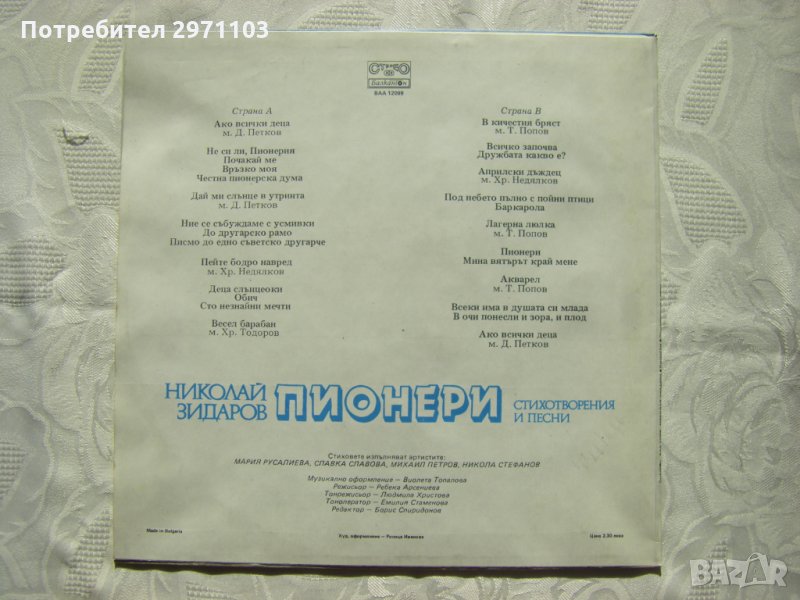 Потребител 2971103
СТЕРЕО
Балкантон
ВАА 12098
Страна А
Ако всички деца
м. Д. Петков
Не си ли, Пионерия
Почакай ме
Връзко моя
Честна пионерска дума
Дай ми слънце в утринта
м. Д. Петков
Ние се събуждаме с усмивки
До другарско рамо
Писмо до едно съветско другарче
Пейте бодро навред
м. Хр. Недялков
Деца слънцеоки
Обич
Сто незнайни мечти
Весел барабан
м. Хр. Тодоров
Страна В
В кичестия бряст
м. Т. Попов
Всичко започва
Дружбата какво е?
Априлски дъждец
м. Хр. Недялков
Под небето пълно с пойни птици
Баркарола
Лагерна люлка
м. Т. Попов
Пионери
Мина вятърът край мене
Акварел
м. Т. Попов
Всеки има в душата си млада
В очи понесли и зора, и плод
Ако всички деца
м. Д. Петков
НИКОЛАЙ
ЗИДАРОВ
ПИОНЕРИ
СТИХОТВОРЕНИЯ
И ПЕСНИ
Стиховете изпълняват артистите:
МАРИЯ РУСАЛИЕВА, СЛАВКА СЛАВОВА, МИХАИЛ ПЕТРОВ, НИКОЛА СТЕФАНОВ
Музикално оформление — Виолета Топалова
Режисьор — Ребека Арсениева
Тонрежисьор — Людмила Христова
Тоноператор — Емилия Стаменова
Редактор — Борис Спиридонов
Made in Bulgaria
Худ. оформление — Росица
Цена 2,30 лева
BAZAR